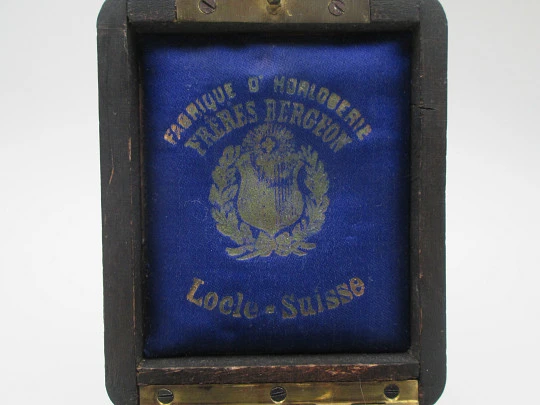 FABRIQUE D'HORLOGERIE
FRÈRES BERGEON
Locle-Suisse